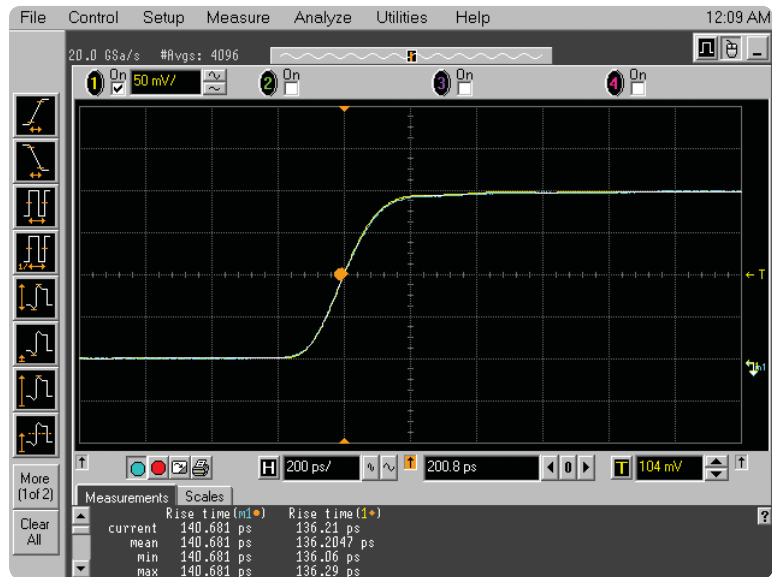 File Control Setup Measure Analyze Utilities Help 12:09 AM
20.0 GSa/s #Avgs: 4096
1 On 50 mV/ 2 On 3 On 4 On
T
m1
H 200 ps/ 200.8 ps 0 T 104 mV
More
(1of 2)
Clear
All
Measurements Scales
Rise time(m1) Rise time(1) ?
current 140.681 ps 136.21 ps
mean 140.681 ps 136.2047 ps
min 140.681 ps 136.06 ps
max 140.681 ps 136.29 ps